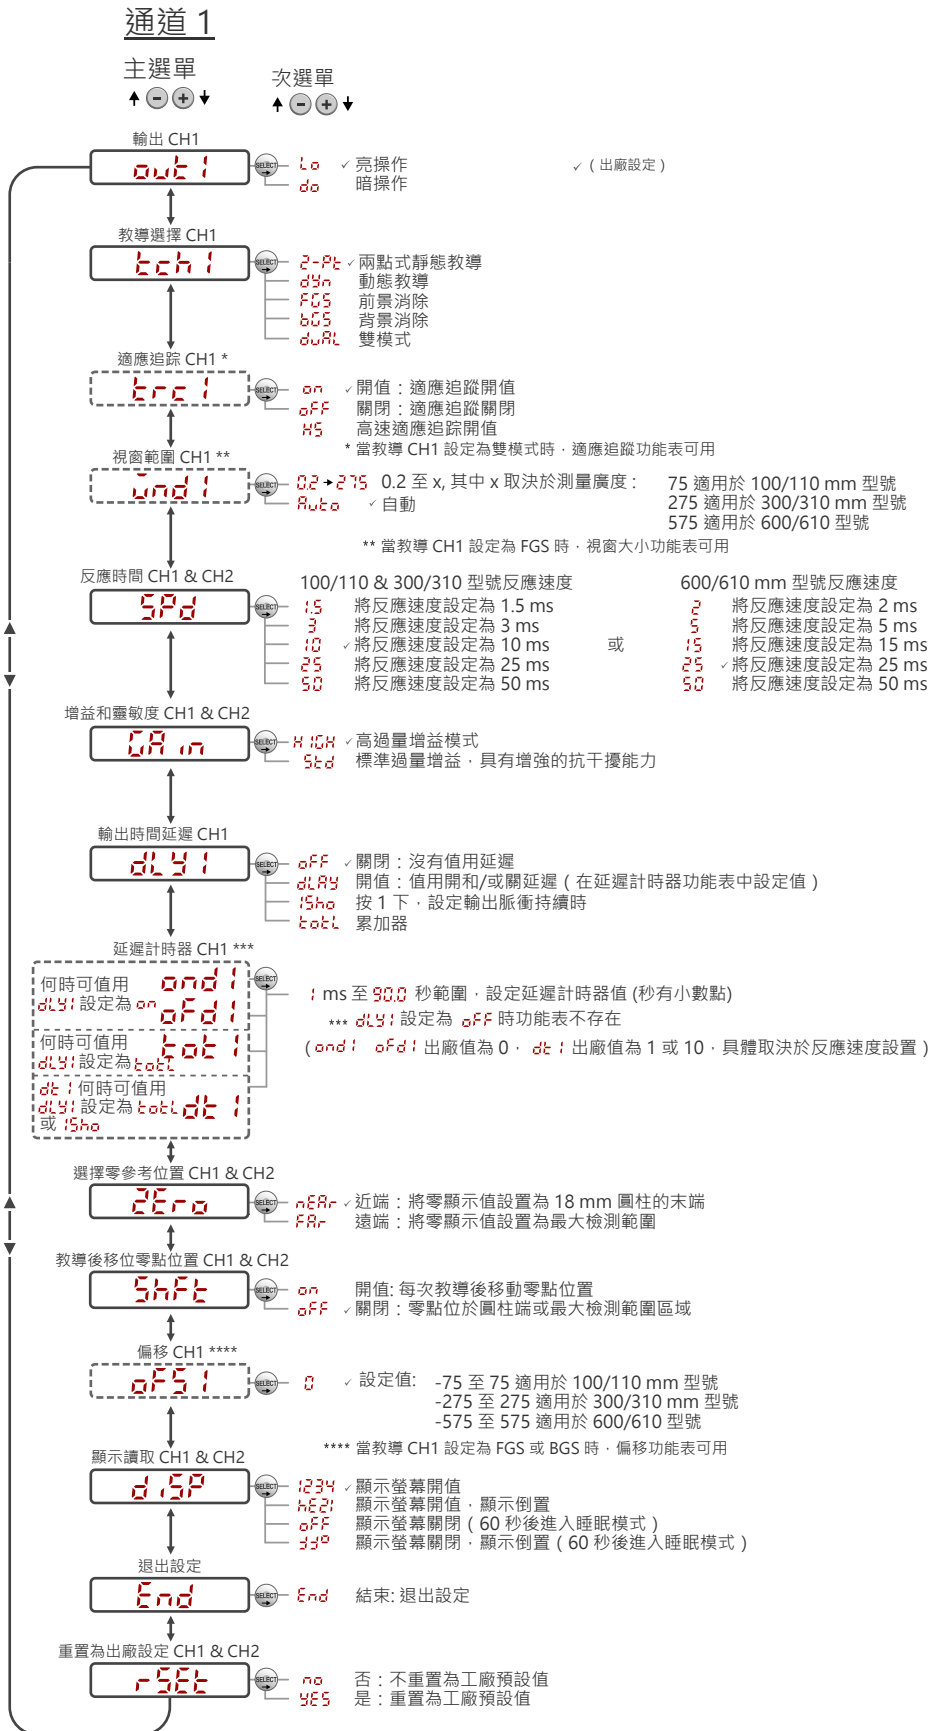 通道 1
主選單
次選單
輸出 CH1
out1
SELECT
Lo ✓亮操作
✓ ( 出廠設定 )
do 暗操作
教導選擇 CH1
tch1
SELECT
2-Pt ✓兩點式靜態教導
dyn 動態教導
FGS 前景消除
bGS 背景消除
duAL 雙模式
適應追踪 CH1 *
trc1
SELECT
on ✓開值：適應追蹤開值
oFF 關閉：適應追蹤關閉
HS 高速適應追踪開值
* 當教導 CH1 設定為雙模式時，適應追蹤功能表可用
視窗範圍 CH1 **
Wnd1
SELECT
0.2→275 0.2 至 x, 其中 x 取決於測量廣度： 75 適用於 100/110 mm 型號
Auto ✓自動 275 適用於 300/310 mm 型號
575 適用於 600/610 型號
** 當教導 CH1 設定為 FGS 時，視窗大小功能表可用
反應時間 CH1 & CH2
SPd
SELECT
100/110 & 300/310 型號反應速度 600/610 mm 型號反應速度
1.5 將反應速度設定為 1.5 ms 2 將反應速度設定為 2 ms
3 將反應速度設定為 3 ms 5 將反應速度設定為 5 ms
10 ✓將反應速度設定為 10 ms 或 15 將反應速度設定為 15 ms
25 將反應速度設定為 25 ms 25 ✓將反應速度設定為 25 ms
50 將反應速度設定為 50 ms 50 將反應速度設定為 50 ms
增益和靈敏度 CH1 & CH2
GAin
SELECT
HIGH ✓高過量增益模式
Std 標準過量增益，具有增強的抗干擾能力
輸出時間延遲 CH1
dLY1
SELECT
oFF ✓關閉：沒有值用延遲
dLAY 開值：值用開和/或關延遲 ( 在延遲計時器功能表中設定值 )
1Sho 按 1 下，設定輸出脈衝持續時
totL 累加器
延遲計時器 CH1 ***
何時可值用 ond1
dLY1 設定為 on oFd1
SELECT
何時可值用 tot1
dLY1 設定為 totL
dt1 何時可值用
dLY1 設定為 totL dt1
或 1Sho
1 ms 至 90.0 秒範圍，設定延遲計時器值 (秒有小數點)
*** dLY1 設定為 oFF 時功能表不存在
( ond1 oFd1 出廠值為 0， dt1 出廠值為 1 或 10，具體取決於反應速度設置 )
選擇零參考位置 CH1 & CH2
ZEro
SELECT
nEAr ✓近端：將零顯示值設置為 18 mm 圓柱的末端
FAr 遠端：將零顯示值設置為最大檢測範圍
教導後移位零點位置 CH1 & CH2
ShFt
SELECT
on 開值: 每次教導後移動零點位置
oFF ✓關閉：零點位於圓柱端或最大檢測範圍區域
偏移 CH1 ****
oFS1
SELECT
0 ✓ 設定值: -75 至 75 適用於 100/110 mm 型號
-275 至 275 適用於 300/310 mm 型號
-575 至 575 適用於 600/610 型號
**** 當教導 CH1 設定為 FGS 或 BGS 時，偏移功能表可用
顯示讀取 CH1 & CH2
diSP
SELECT
1234 ✓顯示螢幕開值
hEZ1 顯示螢幕開值，顯示倒置
oFF 顯示螢幕關閉 ( 60 秒後進入睡眠模式 )
顯示螢幕關閉，顯示倒置 ( 60 秒後進入睡眠模式 )
退出設定
End
SELECT
End 結束: 退出設定
重置為出廠設定 CH1 & CH2
rSEt
SELECT
no 否：不重置為工廠預設值
YES 是：重置為工廠預設值